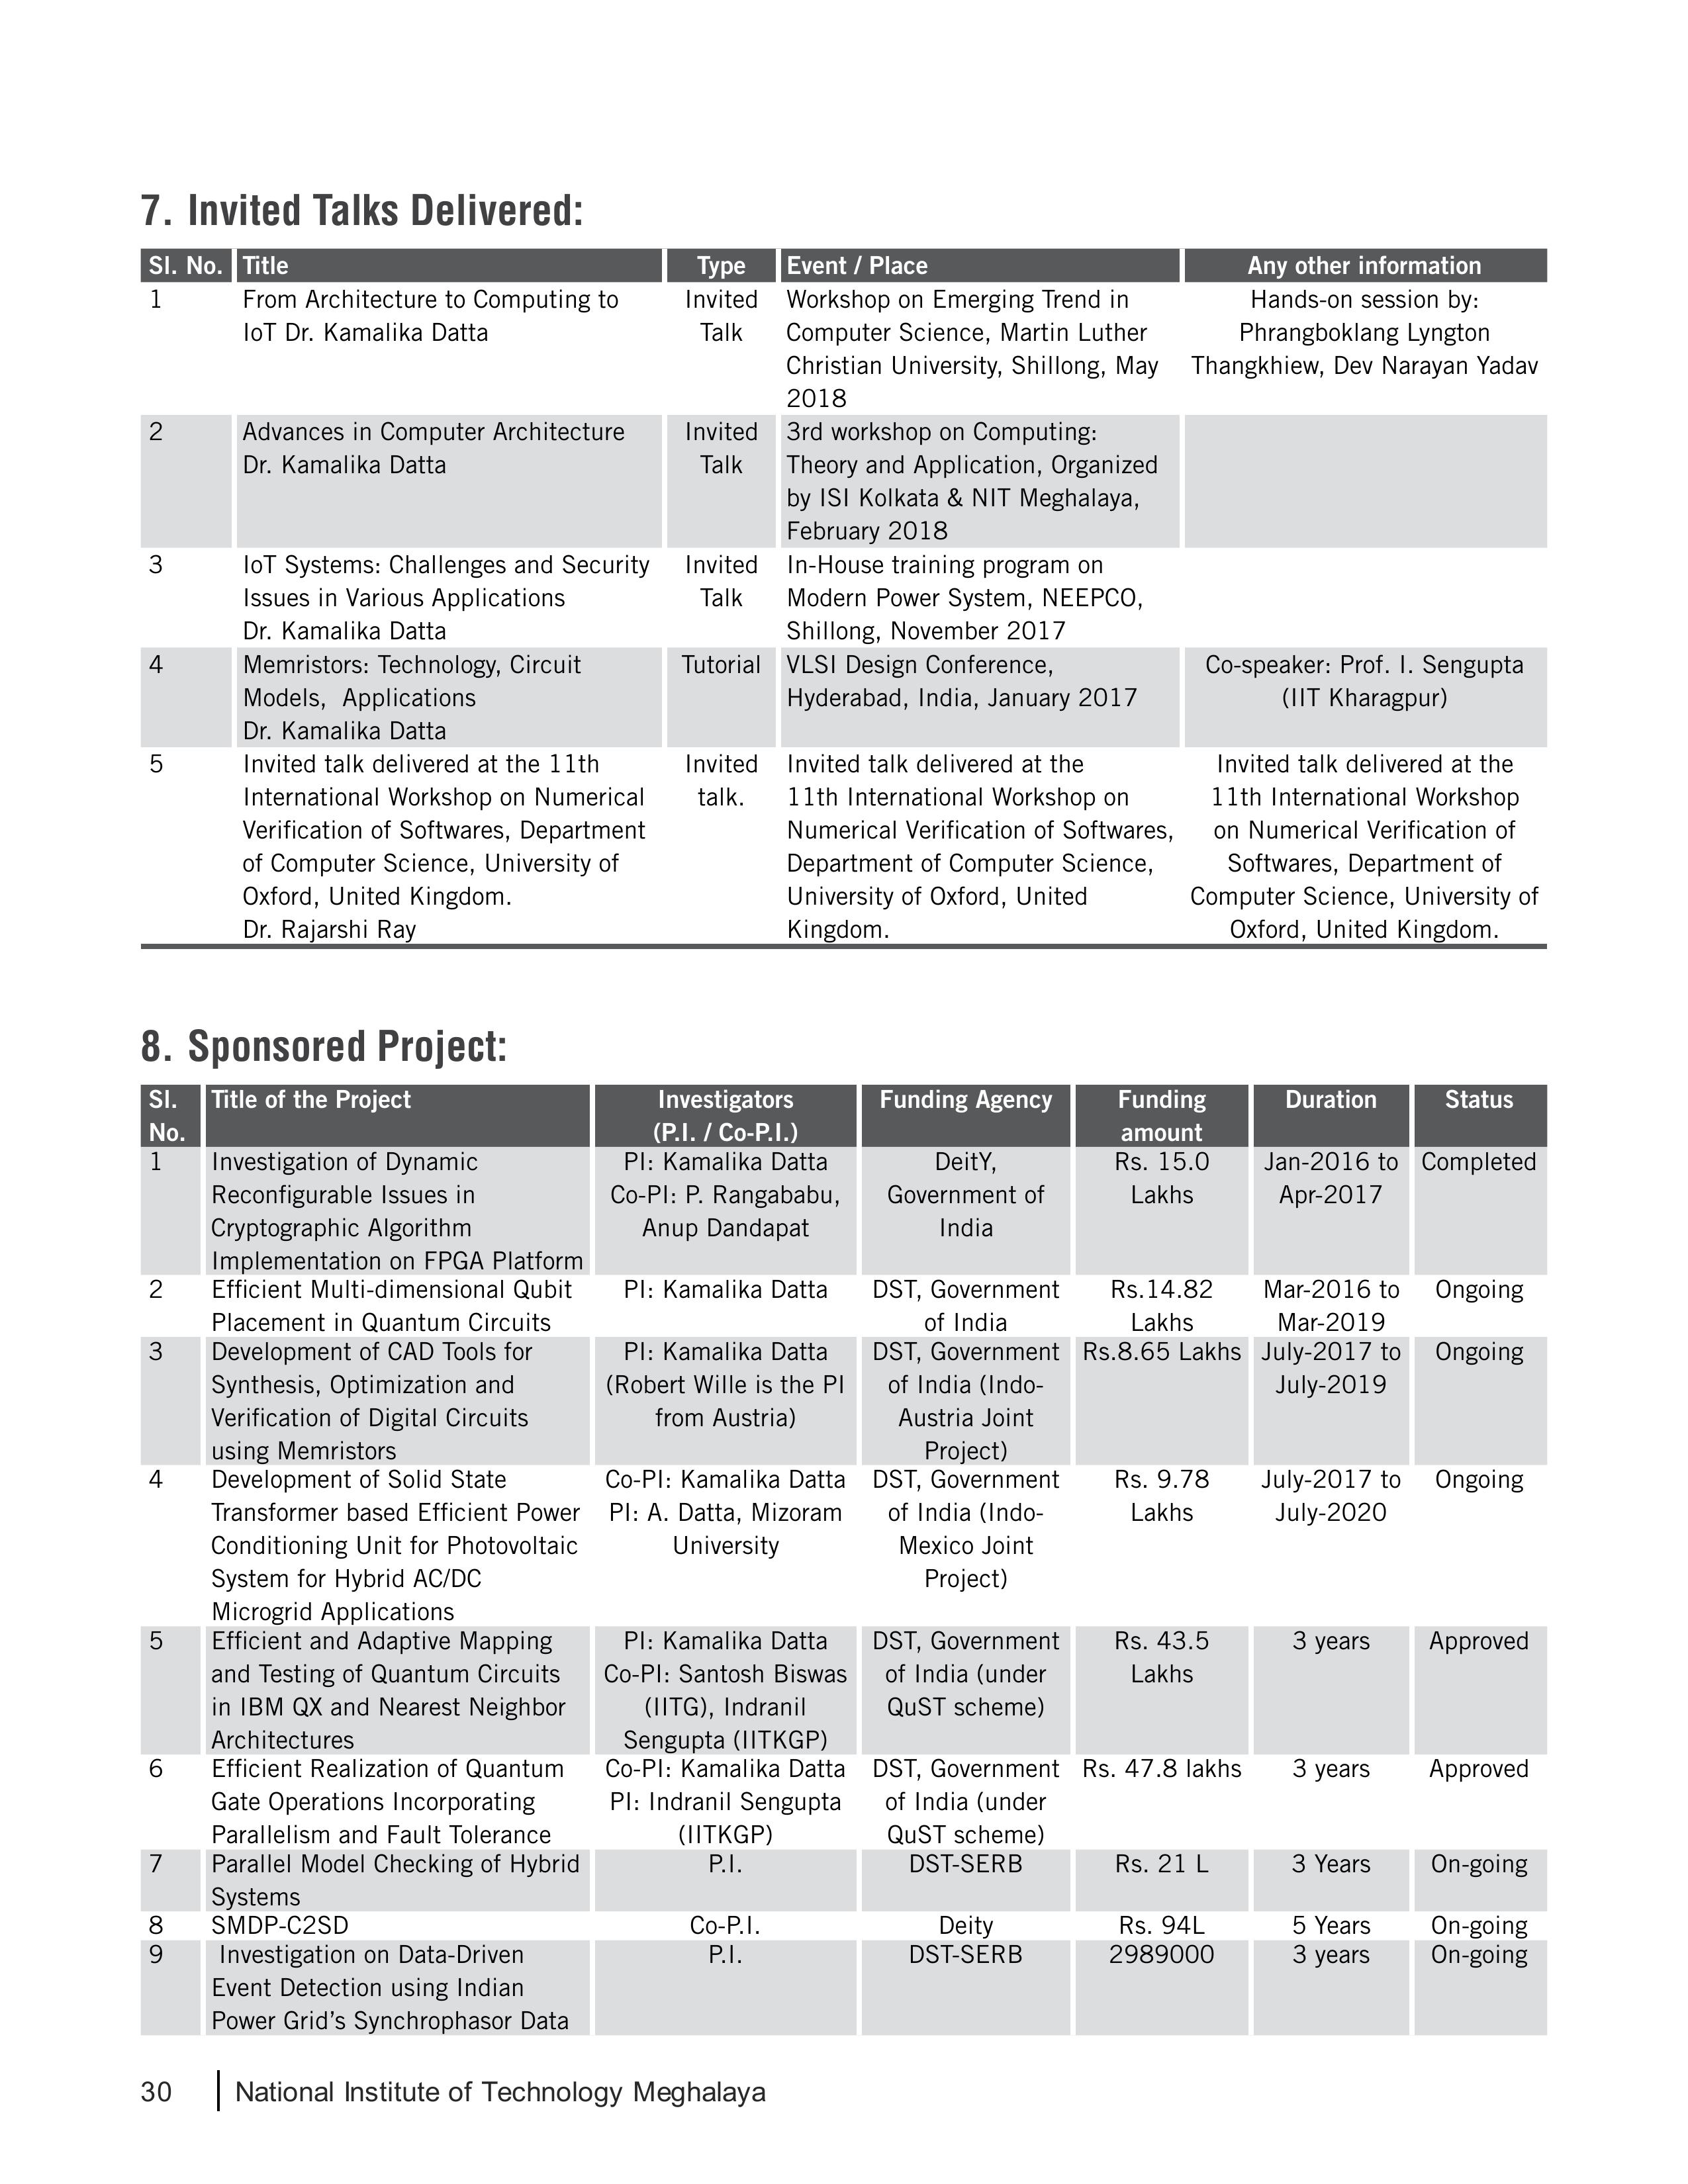 7. Invited Talks Delivered:
Sl. No. Title Type Event / Place Any other information
1 From Architecture to Computing to Invited Workshop on Emerging Trend in Hands-on session by:
IoT Dr. Kamalika Datta Talk Computer Science, Martin Luther Phrangboklang Lyngton
Christian University, Shillong, May Thangkhiew, Dev Narayan Yadav
2018
2 Advances in Computer Architecture Invited 3rd workshop on Computing:
Dr. Kamalika Datta Talk Theory and Application, Organized
by ISI Kolkata & NIT Meghalaya,
February 2018
3 IoT Systems: Challenges and Security Invited In-House training program on
Issues in Various Applications Talk Modern Power System, NEEPCO,
Dr. Kamalika Datta Shillong, November 2017
4 Memristors: Technology, Circuit Tutorial VLSI Design Conference, Co-speaker: Prof. I. Sengupta
Models, Applications Hyderabad, India, January 2017 (IIT Kharagpur)
Dr. Kamalika Datta
5 Invited talk delivered at the 11th Invited Invited talk delivered at the Invited talk delivered at the
International Workshop on Numerical talk. 11th International Workshop on 11th International Workshop
Verification of Softwares, Department Numerical Verification of Softwares, on Numerical Verification of
of Computer Science, University of Department of Computer Science, Softwares, Department of
Oxford, United Kingdom. University of Oxford, United Computer Science, University of
Dr. Rajarshi Ray Kingdom. Oxford, United Kingdom.
8. Sponsored Project:
Sl. Title of the Project Investigators Funding Agency Funding Duration Status
No. (P.I. / Co-P.I.) amount
1 Investigation of Dynamic PI: Kamalika Datta DeitY, Rs. 15.0 Jan-2016 to Completed
Reconfigurable Issues in Co-PI: P. Rangababu, Government of Lakhs Apr-2017
Cryptographic Algorithm Anup Dandapat India
Implementation on FPGA Platform
2 Efficient Multi-dimensional Qubit PI: Kamalika Datta DST, Government Rs.14.82 Mar-2016 to Ongoing
Placement in Quantum Circuits of India Lakhs Mar-2019
3 Development of CAD Tools for PI: Kamalika Datta DST, Government Rs.8.65 Lakhs July-2017 to Ongoing
Synthesis, Optimization and (Robert Wille is the PI of India (Indo- July-2019
Verification of Digital Circuits from Austria) Austria Joint
using Memristors Project)
4 Development of Solid State Co-PI: Kamalika Datta DST, Government Rs. 9.78 July-2017 to Ongoing
Transformer based Efficient Power PI: A. Datta, Mizoram of India (Indo- Lakhs July-2020
Conditioning Unit for Photovoltaic University Mexico Joint
System for Hybrid AC/DC Project)
Microgrid Applications
5 Efficient and Adaptive Mapping PI: Kamalika Datta DST, Government Rs. 43.5 3 years Approved
and Testing of Quantum Circuits Co-PI: Santosh Biswas of India (under Lakhs
in IBM QX and Nearest Neighbor (IITG), Indranil QuST scheme)
Architectures Sengupta (IITKGP)
6 Efficient Realization of Quantum Co-PI: Kamalika Datta DST, Government Rs. 47.8 lakhs 3 years Approved
Gate Operations Incorporating PI: Indranil Sengupta of India (under
Parallelism and Fault Tolerance (IITKGP) QuST scheme)
7 Parallel Model Checking of Hybrid P.I. DST-SERB Rs. 21 L 3 Years On-going
Systems
8 SMDP-C2SD Co-P.I. Deity Rs. 94L 5 Years On-going
9 Investigation on Data-Driven P.I. DST-SERB 2989000 3 years On-going
Event Detection using Indian
Power Grid’s Synchrophasor Data
30 National Institute of Technology Meghalaya